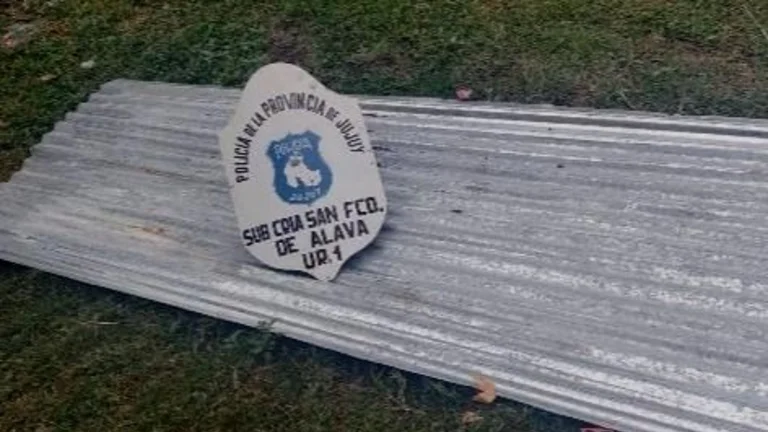 POLICIA DE LA PROVINCIA DE JUJUY
POLICIA
JUJUY
SUB CRIA SAN FCO.
DE ALAVA
UR.1